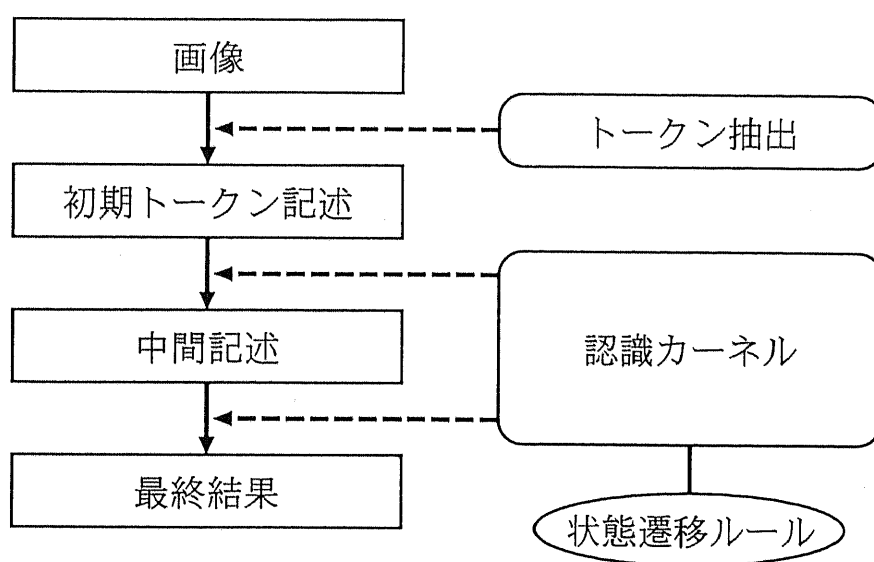 画像
トークン抽出
初期トークン記述
中間記述
認識カーネル
最終結果
状態遷移ルール